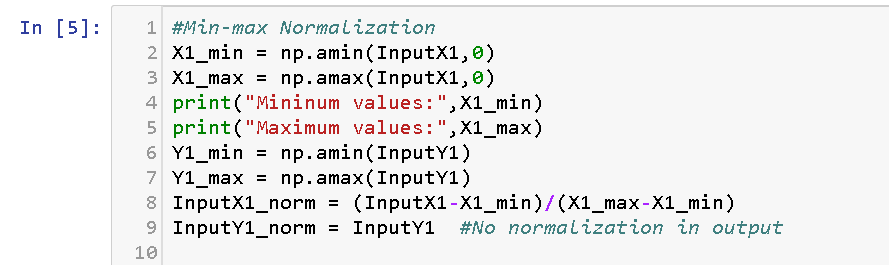 In [5]:
1 #Min-max Normalization
2 X1_min = np.amin(InputX1,0)
3 X1_max = np.amax(InputX1,0)
4 print("Mininum values:",X1_min)
5 print("Maximum values:",X1_max)
6 Y1_min = np.amin(InputY1)
7 Y1_max = np.amax(InputY1)
8 InputX1_norm = (InputX1-X1_min)/(X1_max-X1_min)
9 InputY1_norm = InputY1  #No normalization in output
10